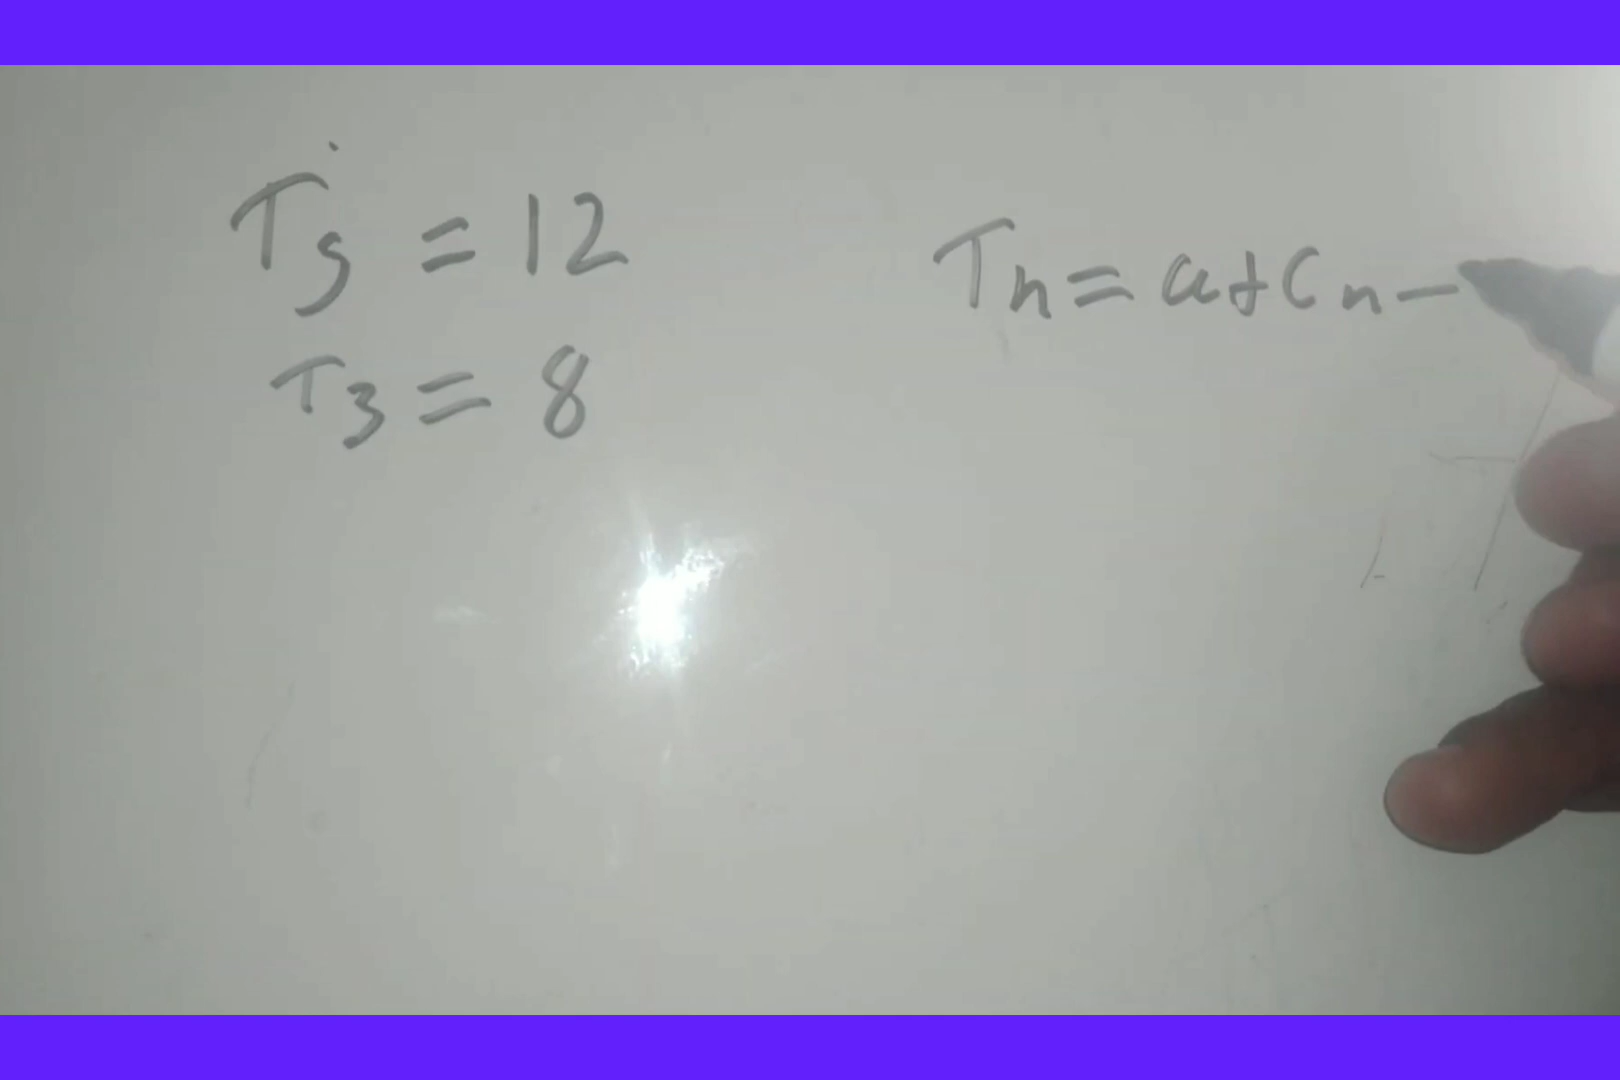 T5 = 12
T3 = 8
Tn = a+(n-